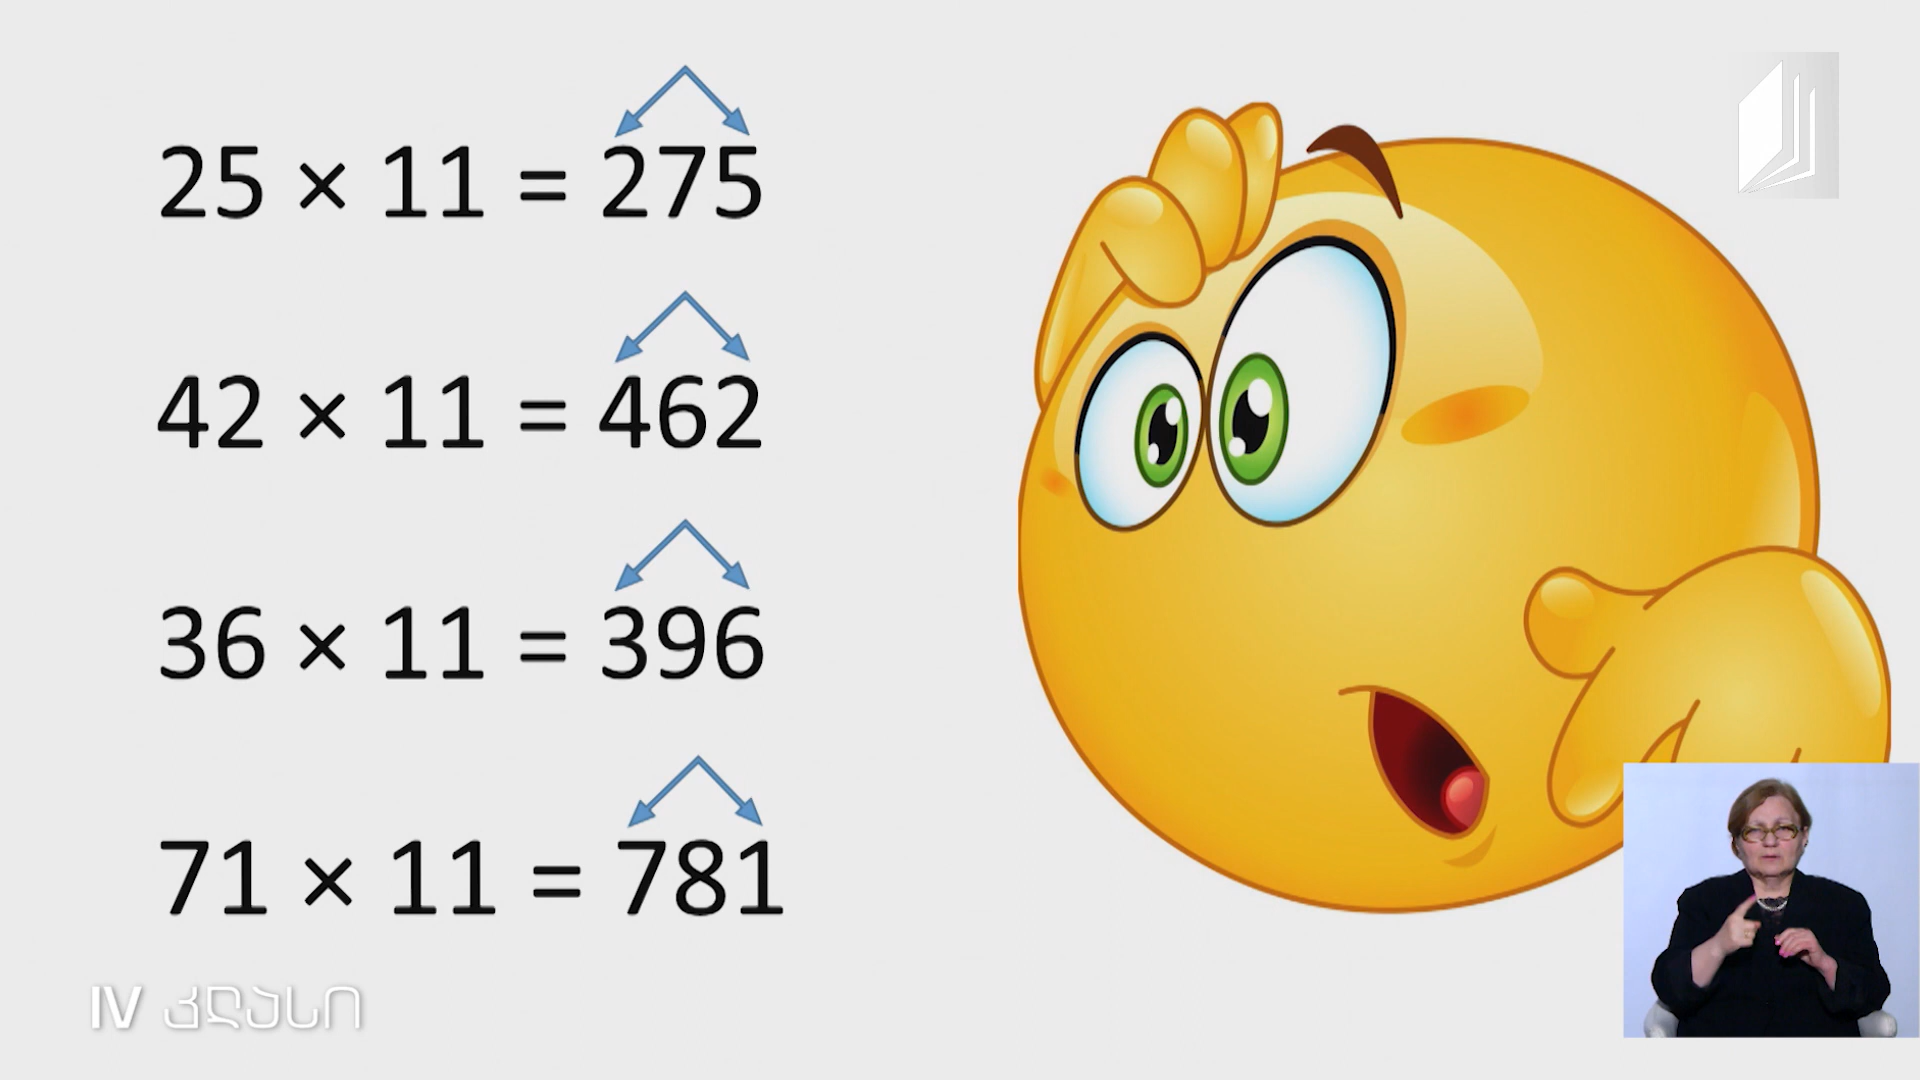 25 × 11 = 275
42 × 11 = 462
36 × 11 = 396
71 × 11 = 781
IV კლასი